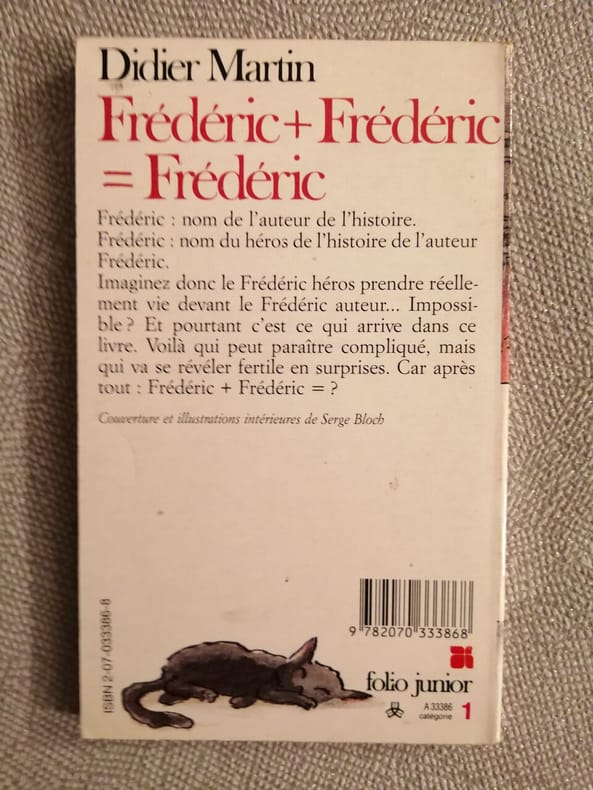 Didier Martin
Frédéric + Frédéric
= Frédéric
Frédéric : nom de l'auteur de l'histoire.
Frédéric : nom du héros de l'histoire de l'auteur
Frédéric.
Imaginez donc le Frédéric héros prendre réelle-
ment vie devant le Frédéric auteur... Impossi-
ble ? Et pourtant c'est ce qui arrive dans ce
livre. Voilà qui peut paraître compliqué, mais
qui va se révéler fertile en surprises. Car après
tout : Frédéric + Frédéric = ?
Couverture et illustrations intérieures de Serge Bloch
ISBN 2-07-033386-8
9 782070 333868
folio junior
A 33386
catégorie 1